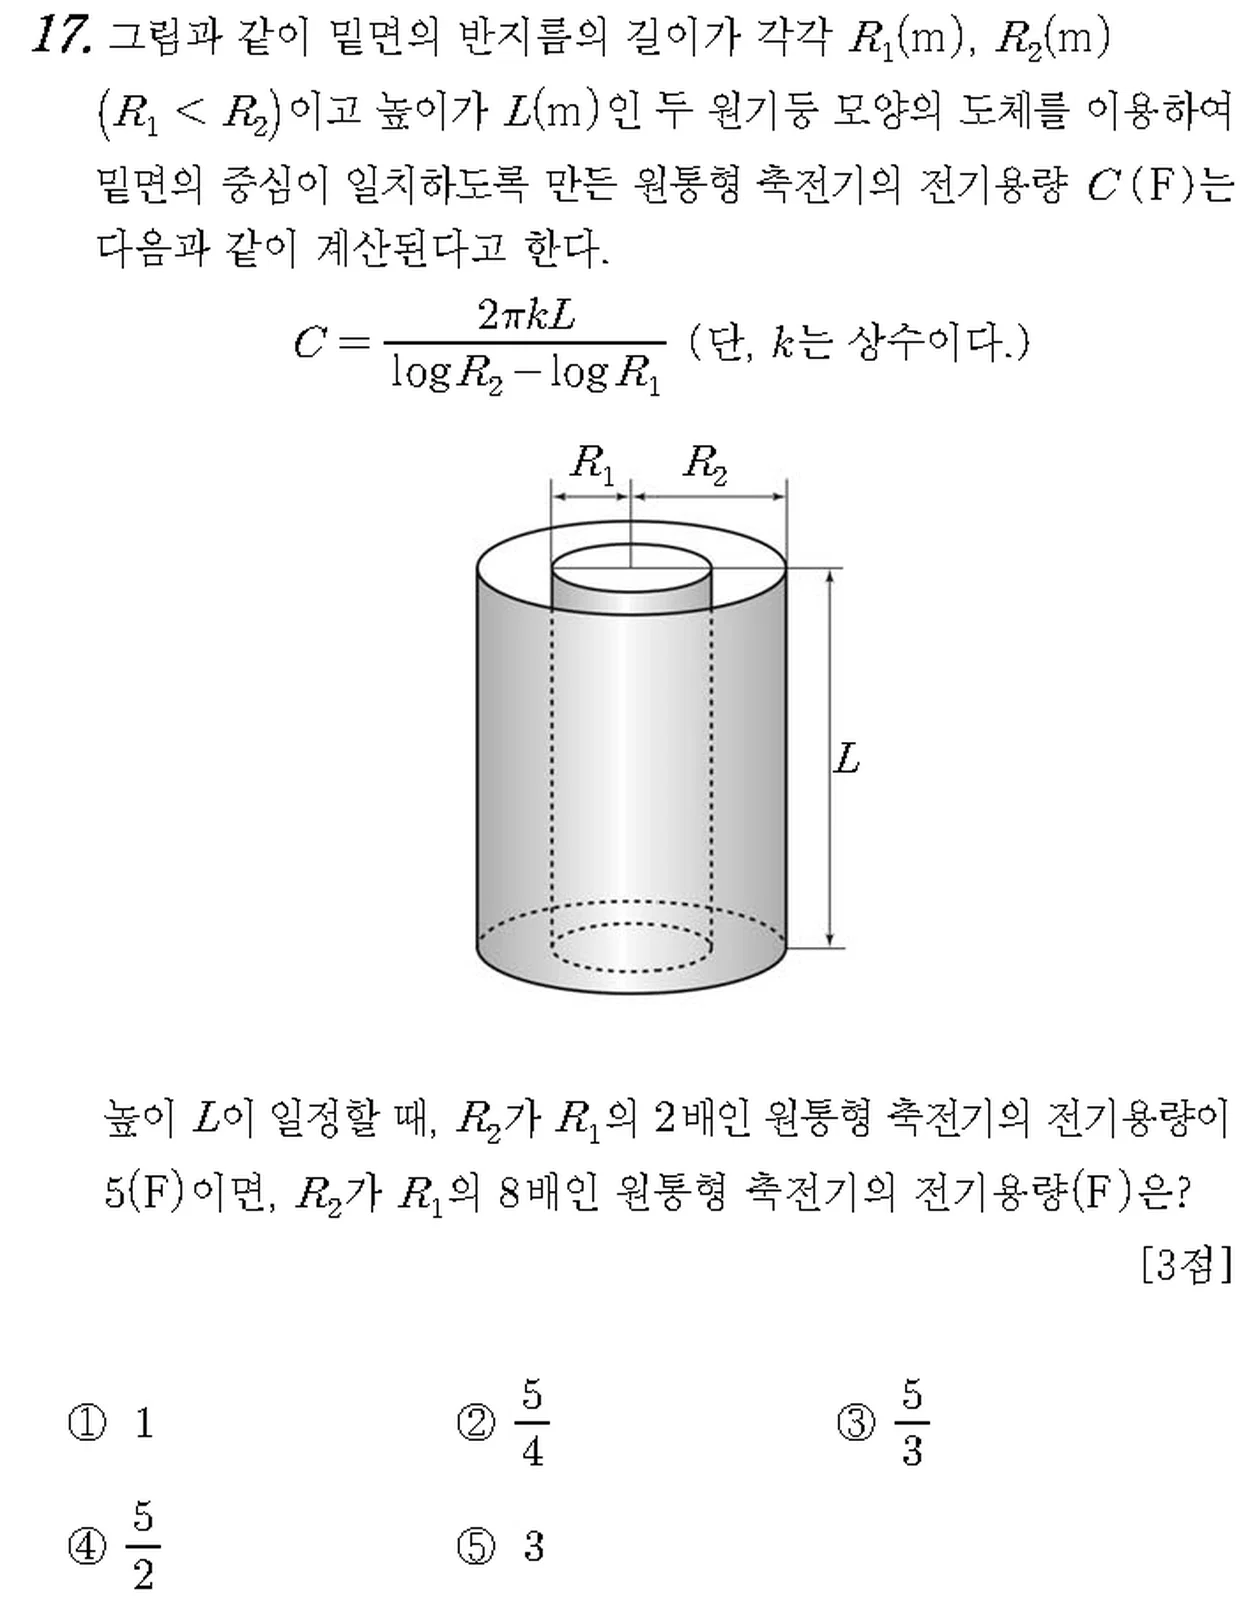 17. 그림과 같이 밑면의 반지름의 길이가 각각 R₁(m), R₂(m)
(R₁ < R₂)이고 높이가 L(m)인 두 원기둥 모양의 도체를 이용하여
밑면의 중심이 일치하도록 만든 원통형 축전기의 전기용량 C(F)는
다음과 같이 계산된다고 한다.
C = 2πkL / (log R₂ − log R₁) (단, k는 상수이다.)
R₁ R₂
L
높이 L이 일정할 때, R₂가 R₁의 2배인 원통형 축전기의 전기용량이
5(F)이면, R₂가 R₁의 8배인 원통형 축전기의 전기용량(F)은?
[3점]
① 1 ② 5/4 ③ 5/3
④ 5/2 ⑤ 3